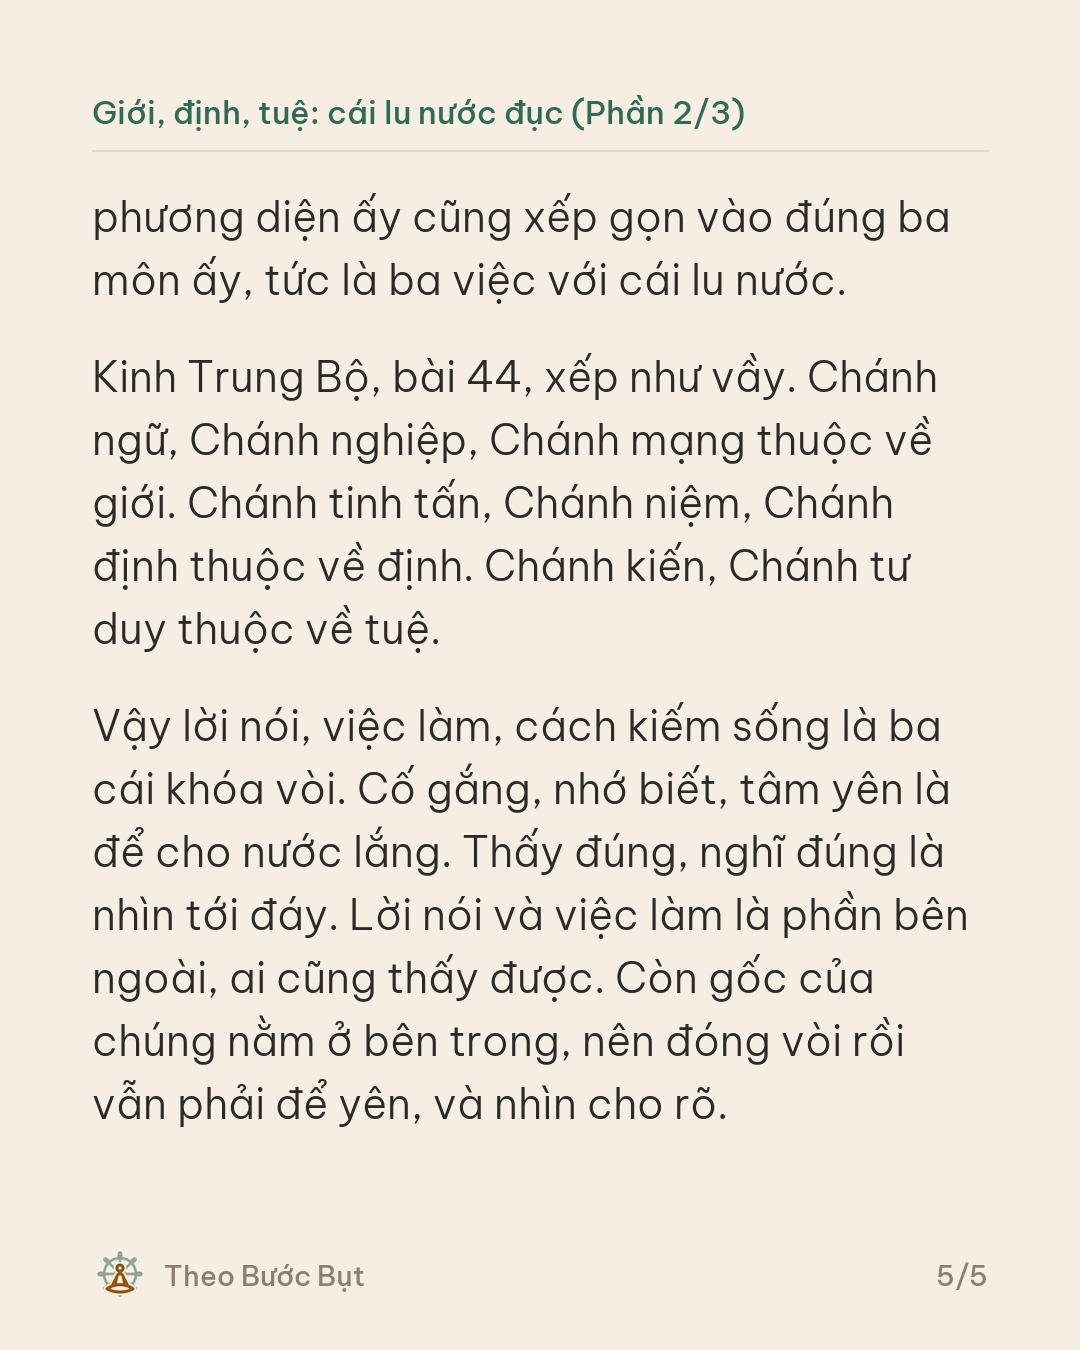 Giới, định, tuệ: cái lu nước đục (Phần 2/3)
phương diện ấy cũng xếp gọn vào đúng ba
môn ấy, tức là ba việc với cái lu nước.
Kinh Trung Bộ, bài 44, xếp như vầy. Chánh
ngữ, Chánh nghiệp, Chánh mạng thuộc về
giới. Chánh tinh tấn, Chánh niệm, Chánh
định thuộc về định. Chánh kiến, Chánh tư
duy thuộc về tuệ.
Vậy lời nói, việc làm, cách kiếm sống là ba
cái khóa vòi. Cố gắng, nhớ biết, tâm yên là
để cho nước lắng. Thấy đúng, nghĩ đúng là
nhìn tới đáy. Lời nói và việc làm là phần bên
ngoài, ai cũng thấy được. Còn gốc của
chúng nằm ở bên trong, nên đóng vòi rồi
vẫn phải để yên, và nhìn cho rõ.
Theo Bước Bụt
5/5